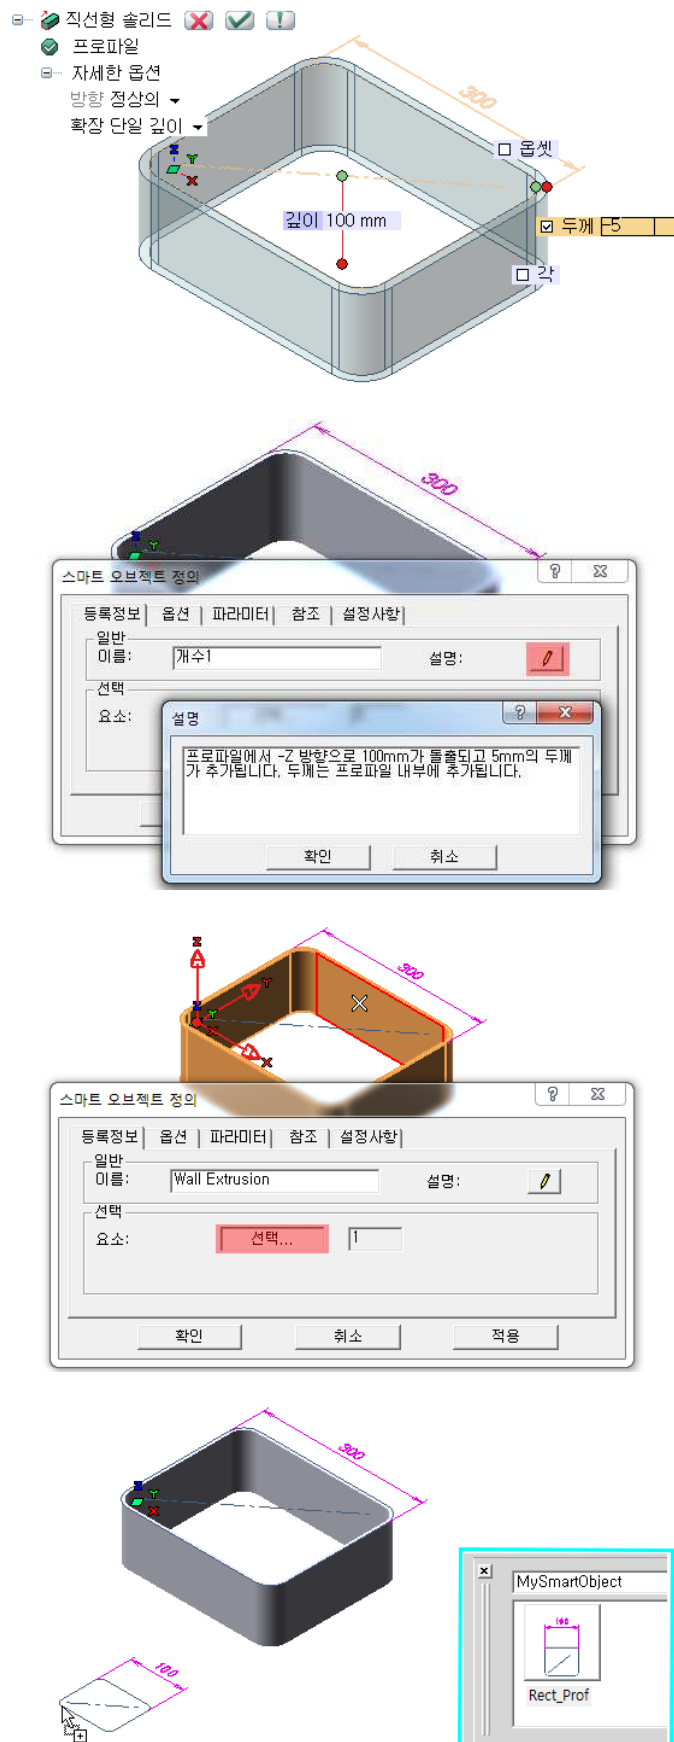 직선형 솔리드
프로파일
자세한 옵션
방향 정상의
확장 단일 깊이
300
옵셋
Z
Y
X
깊이 100 mm
두께 -5
각
300
Z
Y
스마트 오브젝트 정의
등록정보 옵션 파라미터 참조 설정사항
일반
이름: 개수1 설명:
선택
요소:
설명
프로파일에서 -Z 방향으로 100mm가 돌출되고 5mm의 두께
가 추가됩니다. 두께는 프로파일 내부에 추가됩니다.
확인 취소
Z
300
Y
Z
Y
X
X
스마트 오브젝트 정의
등록정보 옵션 파라미터 참조 설정사항
일반
이름: Wall Extrusion 설명:
선택
요소: 선택... 1
확인 취소 적용
300
Z
Y
X
MySmartObject
100
Rect_Prof
100